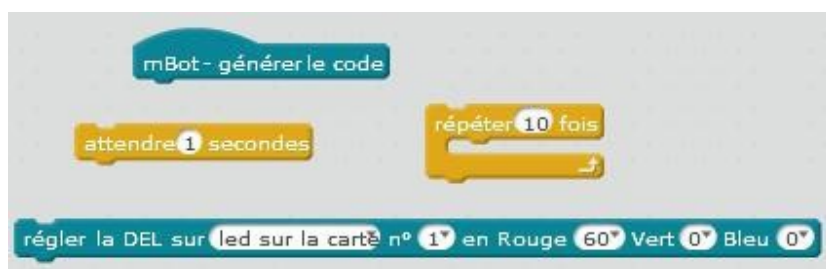 mBot - générer le code
répéter 10 fois
attendre 1 secondes
régler la DEL sur led sur la carte n° 1 en Rouge 60 Vert 0 Bleu 0